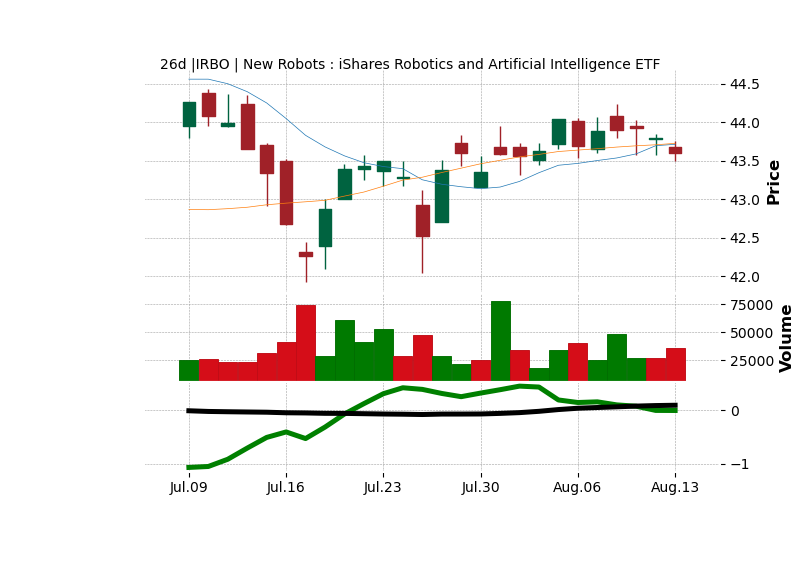 26d |IRBO | New Robots : iShares Robotics and Artificial Intelligence ETF
44.5
44.0
43.5
43.0
42.5
42.0
Price
75000
50000
25000
Volume
0
−1
Jul.09 Jul.16 Jul.23 Jul.30 Aug.06 Aug.13